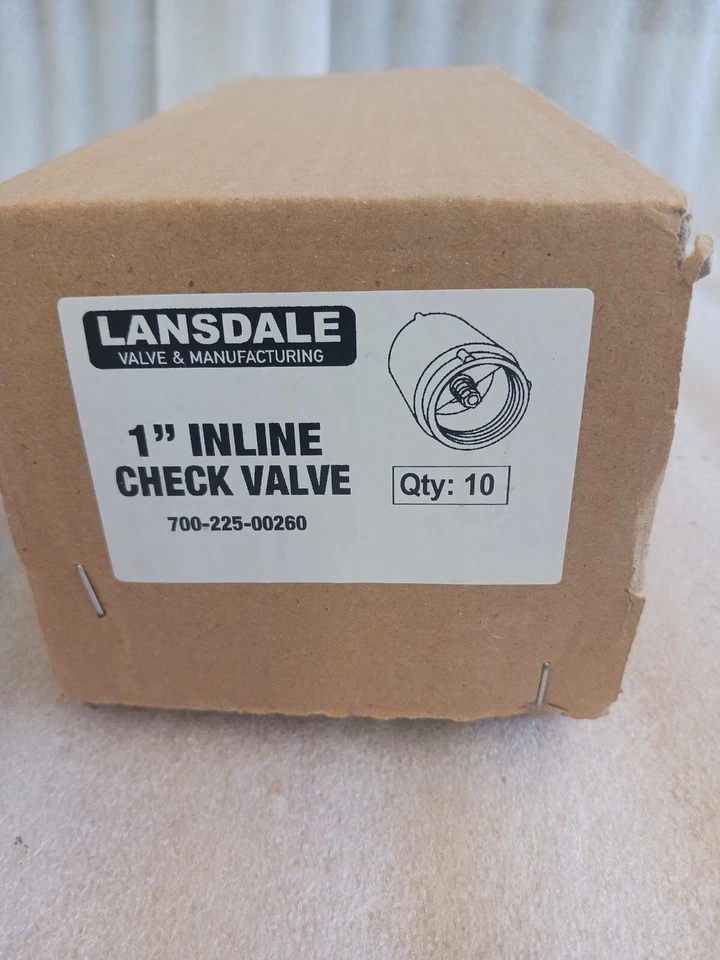 LANSDALE
VALVE & MANUFACTURING
1” INLINE
CHECK VALVE
700-225-00260
Qty: 10